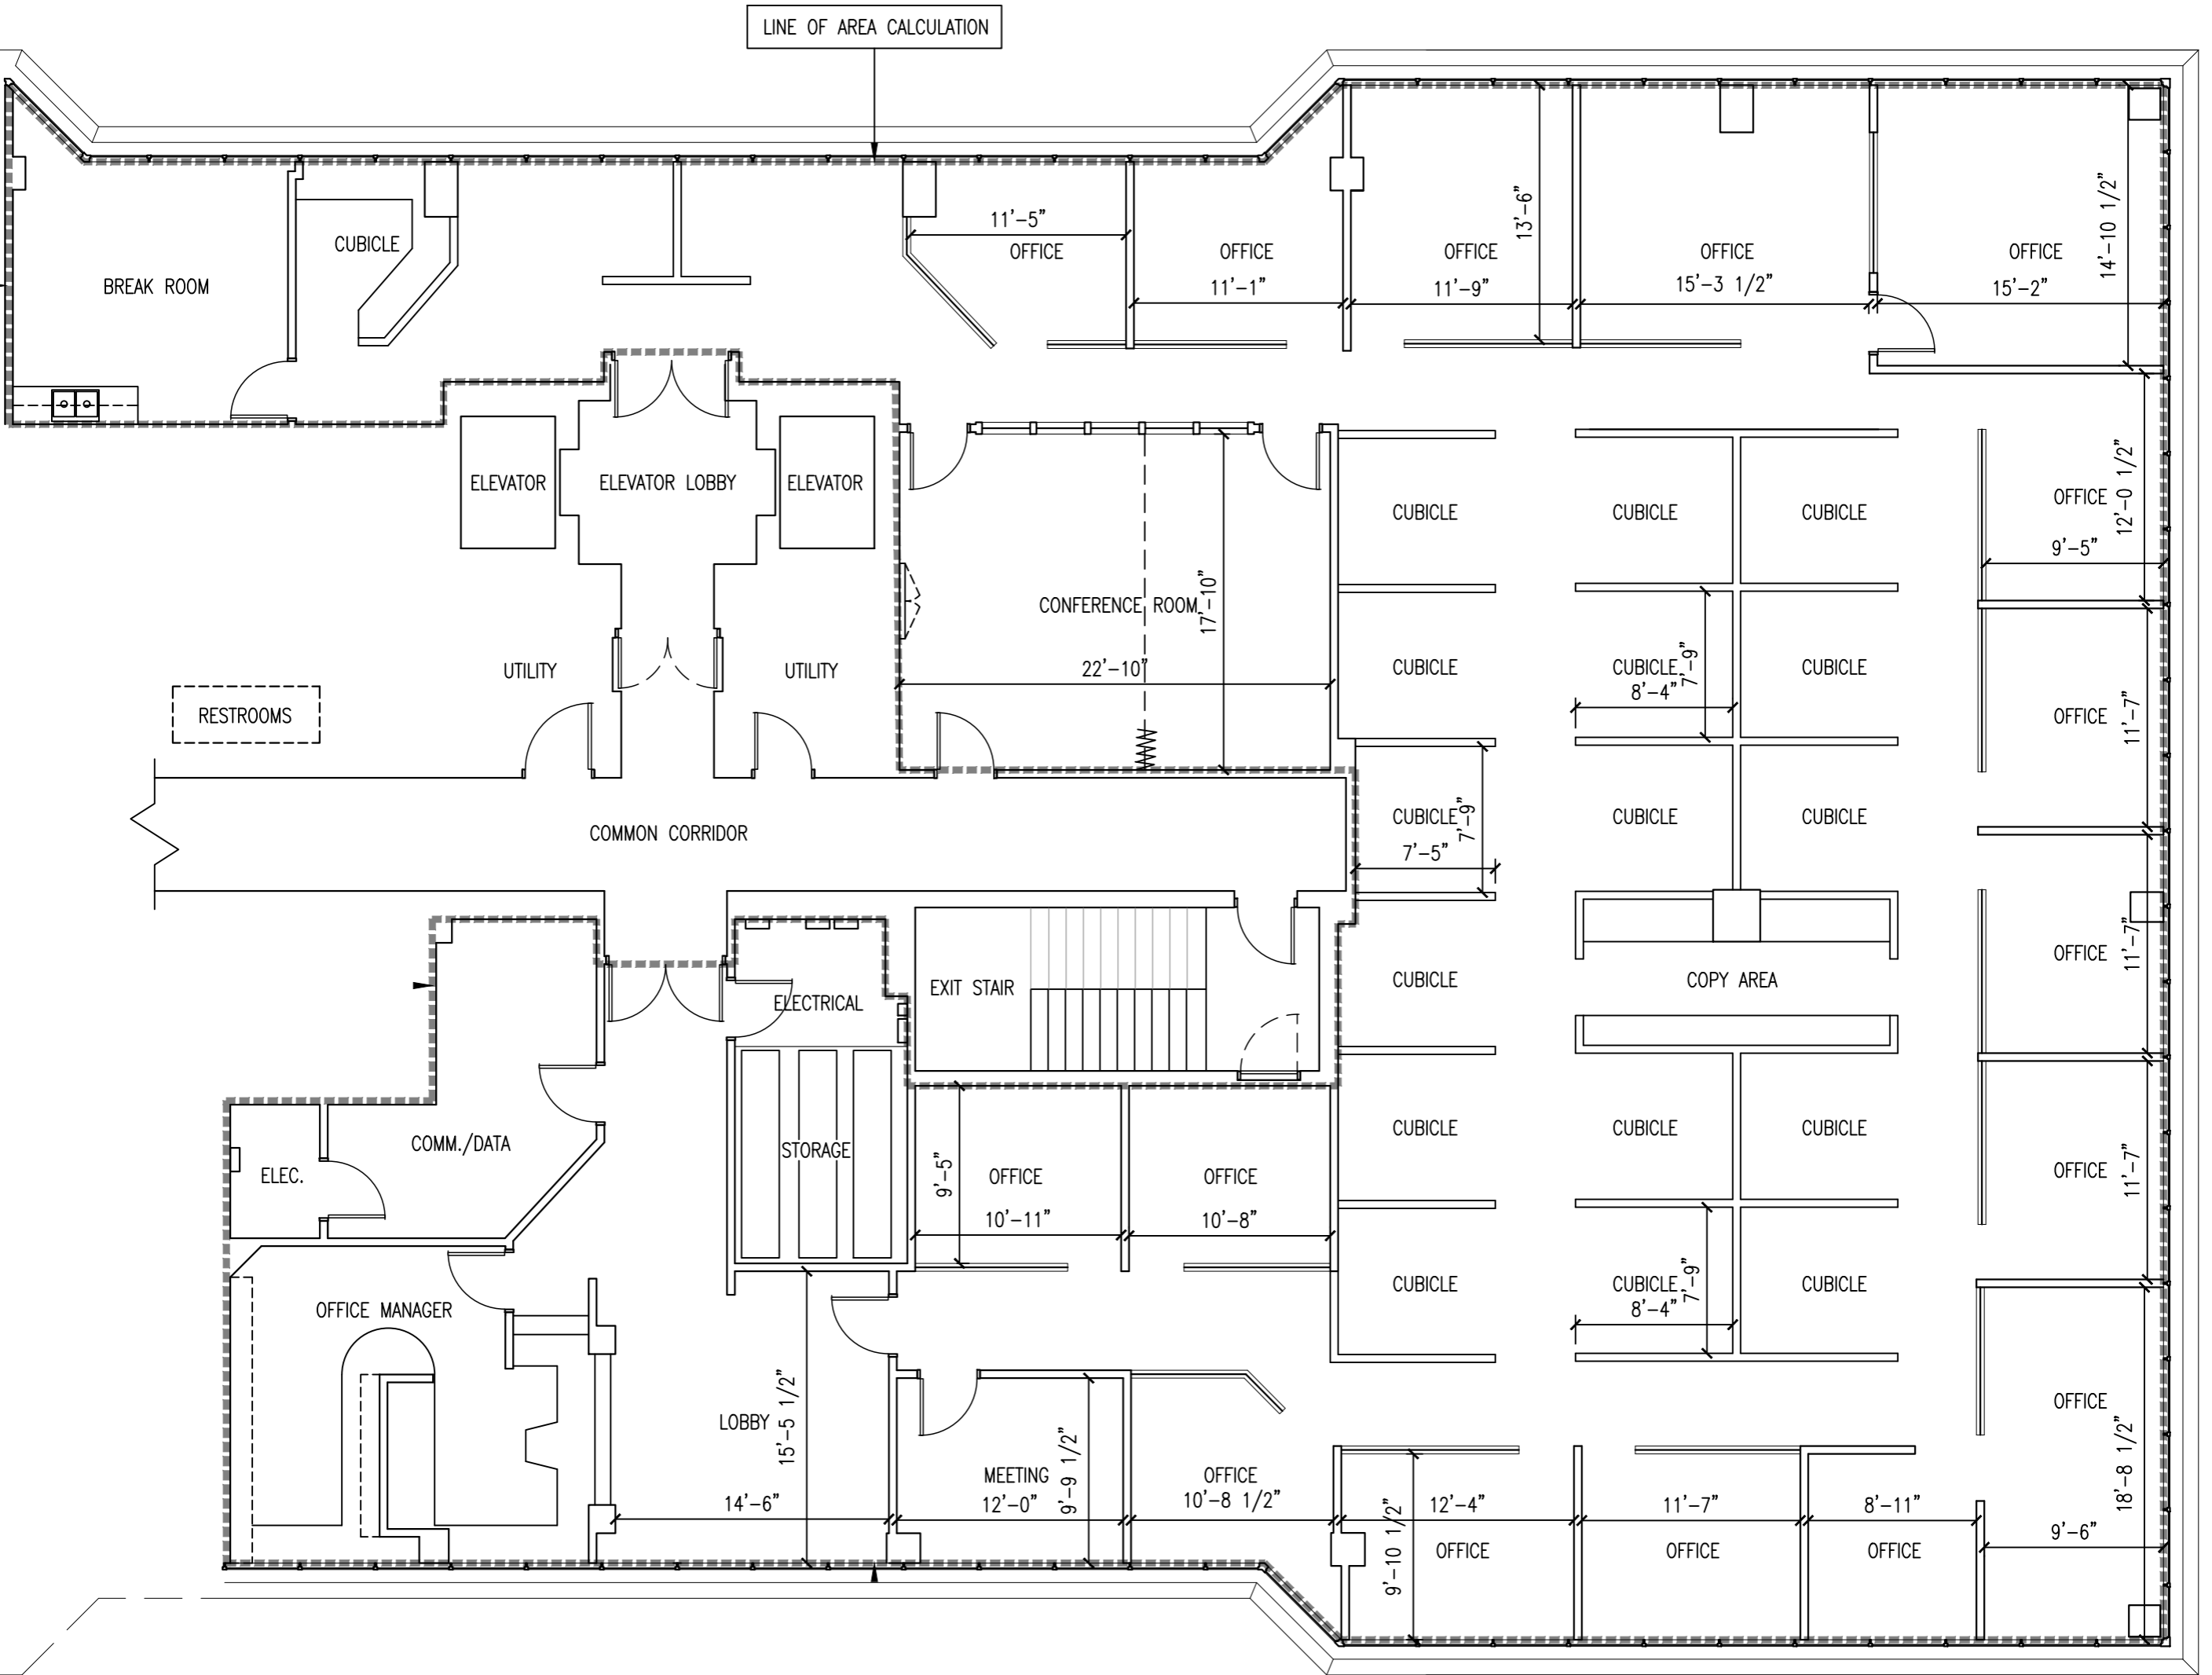 LINE OF AREA CALCULATION
CUBICLE
BREAK ROOM
11'-5"
OFFICE
OFFICE
11'-1"
OFFICE
11'-9"
13'-6"
OFFICE
15'-3 1/2"
OFFICE
15'-2"
14'-10 1/2"
ELEVATOR
ELEVATOR LOBBY
ELEVATOR
CONFERENCE ROOM
17'-10"
22'-10"
UTILITY
UTILITY
RESTROOMS
COMMON CORRIDOR
CUBICLE
CUBICLE
CUBICLE
OFFICE
12'-0 1/2"
9'-5"
CUBICLE
CUBICLE
8'-4"
7'-9"
CUBICLE
OFFICE
11'-7"
CUBICLE
7'-9"
7'-5"
CUBICLE
CUBICLE
CUBICLE
COPY AREA
OFFICE
11'-7"
EXIT STAIR
ELECTRICAL
STORAGE
COMM./DATA
ELEC.
OFFICE
9'-5"
10'-11"
OFFICE
10'-8"
CUBICLE
CUBICLE
CUBICLE
OFFICE
11'-7"
CUBICLE
CUBICLE
8'-4"
7'-9"
CUBICLE
OFFICE MANAGER
LOBBY
15'-5 1/2"
14'-6"
MEETING
12'-0"
9'-9 1/2"
OFFICE
10'-8 1/2"
9'-10 1/2"
12'-4"
OFFICE
11'-7"
OFFICE
8'-11"
OFFICE
OFFICE
18'-8 1/2"
9'-6"